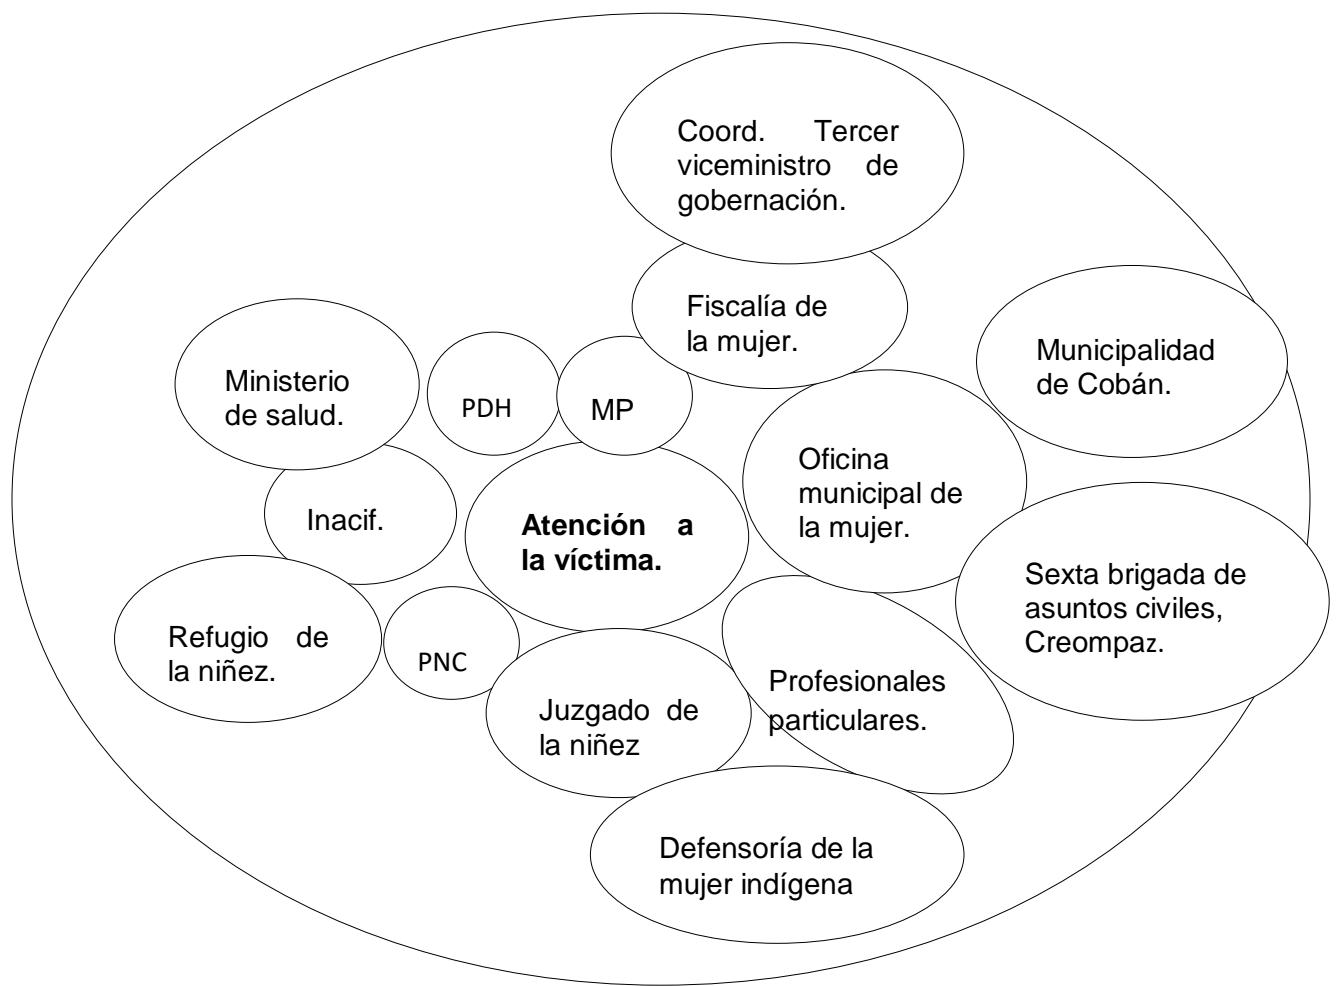 Coord. Tercer
viceministro de
gobernación.
Fiscalía de
la mujer.
Municipalidad
de Cobán.
Ministerio
de salud.
PDH
MP
Oficina
municipal de
la mujer.
Inacif.
Atención a
la víctima.
Sexta brigada de
asuntos civiles,
Creompaz.
Refugio de
la niñez.
PNC
Profesionales
particulares.
Juzgado de
la niñez
Defensoría de la
mujer indígena